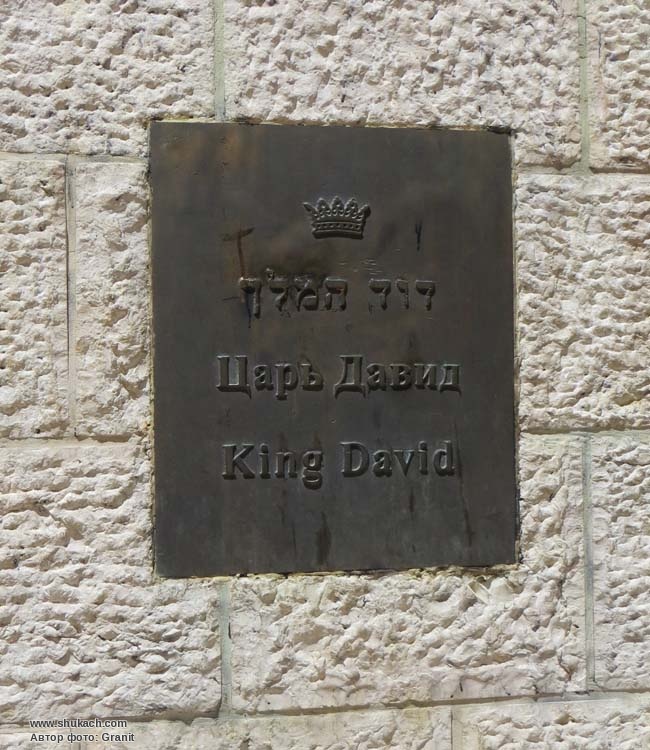 דוד המלך
Царь Давид
King David
www.shukach.com
Автор фото: Granit